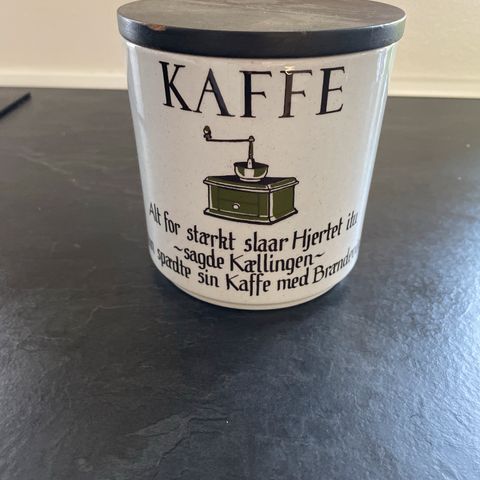 KAFFE
Alt for stærkt slaar Hjertet itu
~sagde Kællingen~
spædte sin Kaffe med